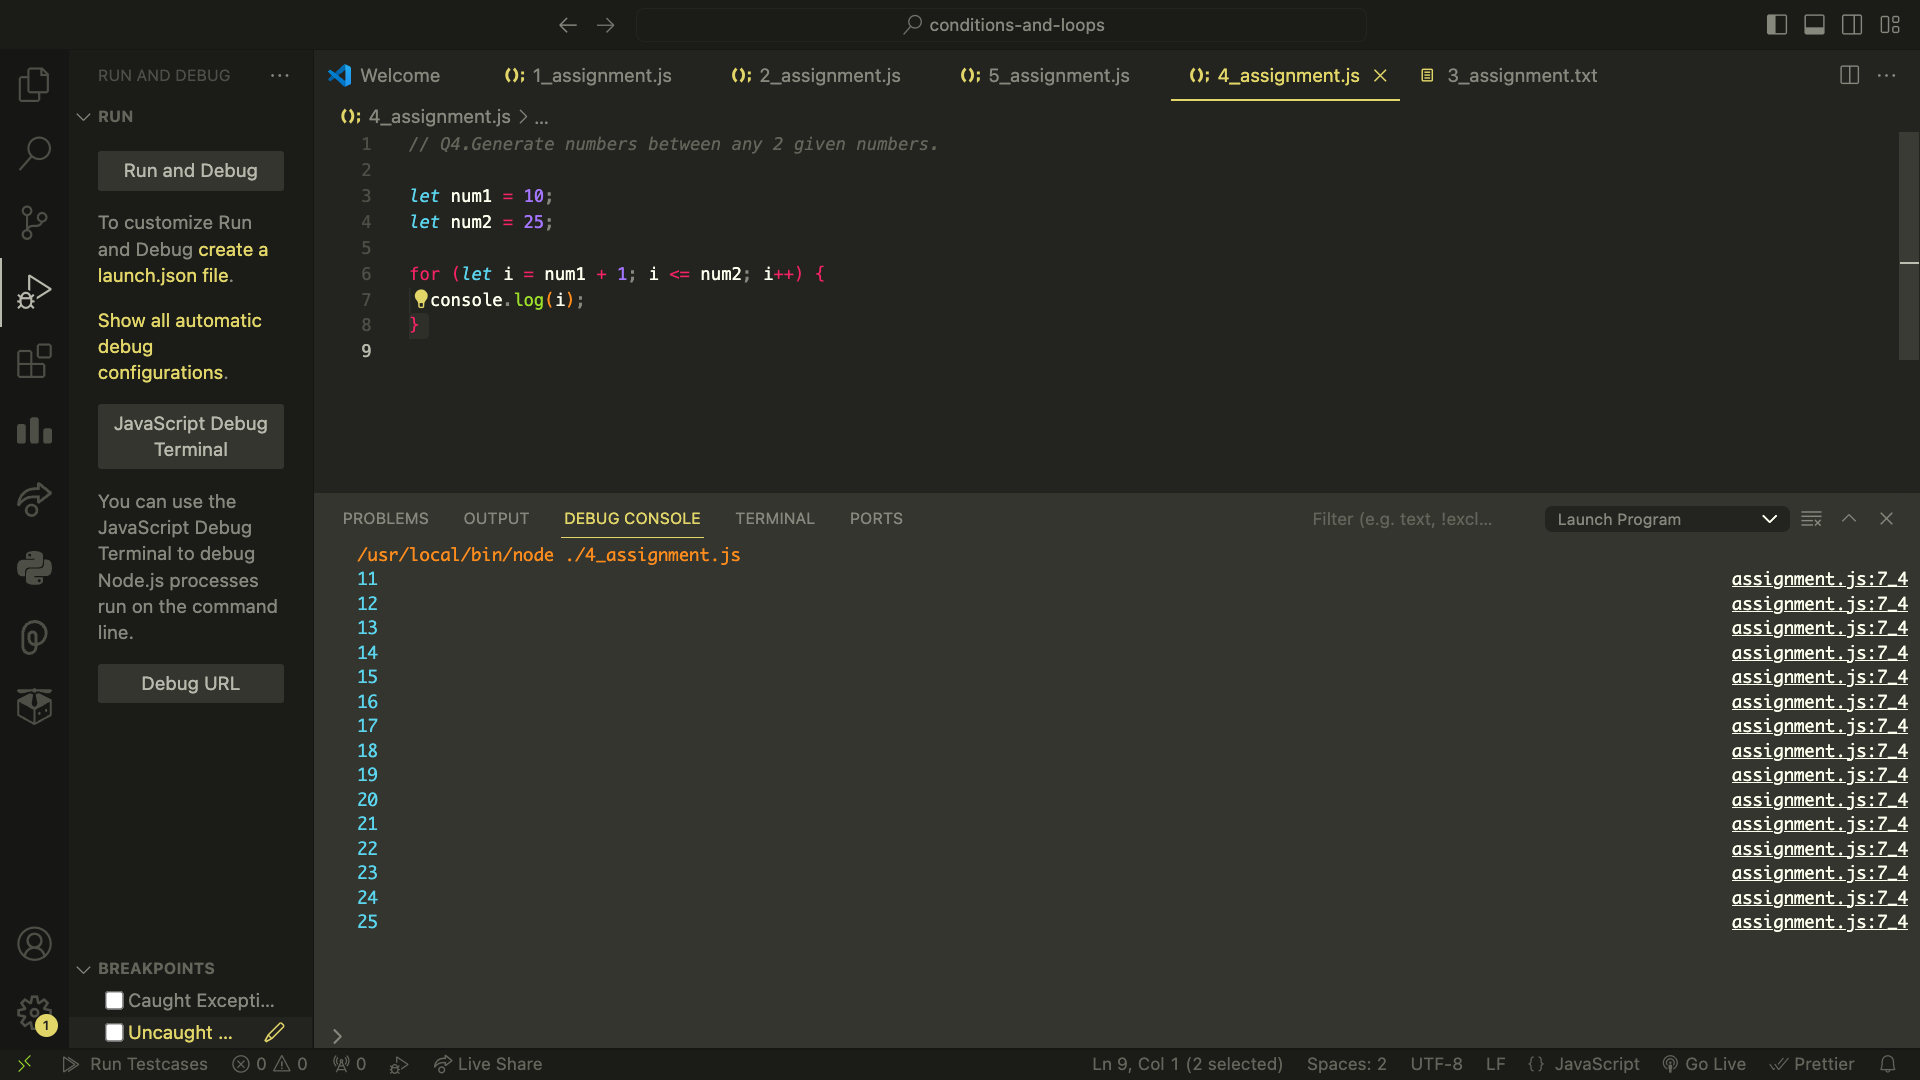 conditions-and-loops
RUN AND DEBUG ...
RUN
Run and Debug
To customize Run
and Debug create a
launch.json file.
Show all automatic
debug
configurations.
JavaScript Debug
Terminal
You can use the
JavaScript Debug
Terminal to debug
Node.js processes
run on the command
line.
Debug URL
BREAKPOINTS
Caught Excepti...
Uncaught ...
1
Welcome (); 1_assignment.js (); 2_assignment.js (); 5_assignment.js (); 4_assignment.js 3_assignment.txt
(); 4_assignment.js > ...
1 // Q4.Generate numbers between any 2 given numbers.
2
3 let num1 = 10;
4 let num2 = 25;
5
6 for (let i = num1 + 1; i <= num2; i++) {
7 console.log(i);
8 }
9
PROBLEMS OUTPUT DEBUG CONSOLE TERMINAL PORTS Filter (e.g. text, !excl... Launch Program
/usr/local/bin/node ./4_assignment.js
11 assignment.js:7_4
12 assignment.js:7_4
13 assignment.js:7_4
14 assignment.js:7_4
15 assignment.js:7_4
16 assignment.js:7_4
17 assignment.js:7_4
18 assignment.js:7_4
19 assignment.js:7_4
20 assignment.js:7_4
21 assignment.js:7_4
22 assignment.js:7_4
23 assignment.js:7_4
24 assignment.js:7_4
25 assignment.js:7_4
>
Run Testcases 0 0 0 Live Share Ln 9, Col 1 (2 selected) Spaces: 2 UTF-8 LF {} JavaScript Go Live Prettier